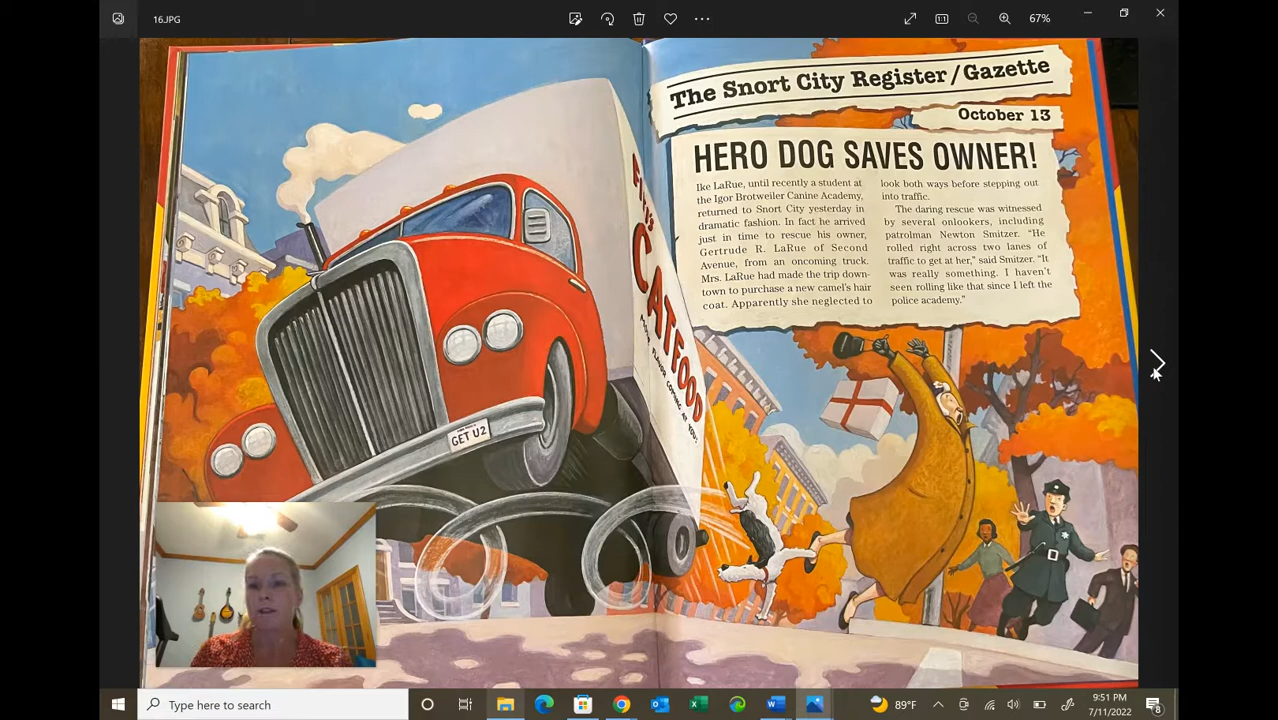 16.JPG
67%
The Snort City Register/Gazette
October 13
HERO DOG SAVES OWNER!
Ike LaRue, until recently a student at
the Igor Brotweiler Canine Academy,
returned to Snort City yesterday in
dramatic fashion. In fact he arrived
just in time to rescue his owner,
Gertrude R. LaRue of Second
Avenue, from an oncoming truck.
Mrs. LaRue had made the trip down-
town to purchase a new camel's hair
coat. Apparently she neglected to
look both ways before stepping out
into traffic.
The daring rescue was witnessed
by several onlookers, including
patrolman Newton Smitzer. "He
rolled right across two lanes of
traffic to get at her," said Smitzer. "It
was really something. I haven't
seen rolling like that since I left the
police academy."
CATFOOD
MORE FLAVOR COMING AT YOU!
GET U2
Type here to search
89°F
9:51 PM
7/11/2022
8